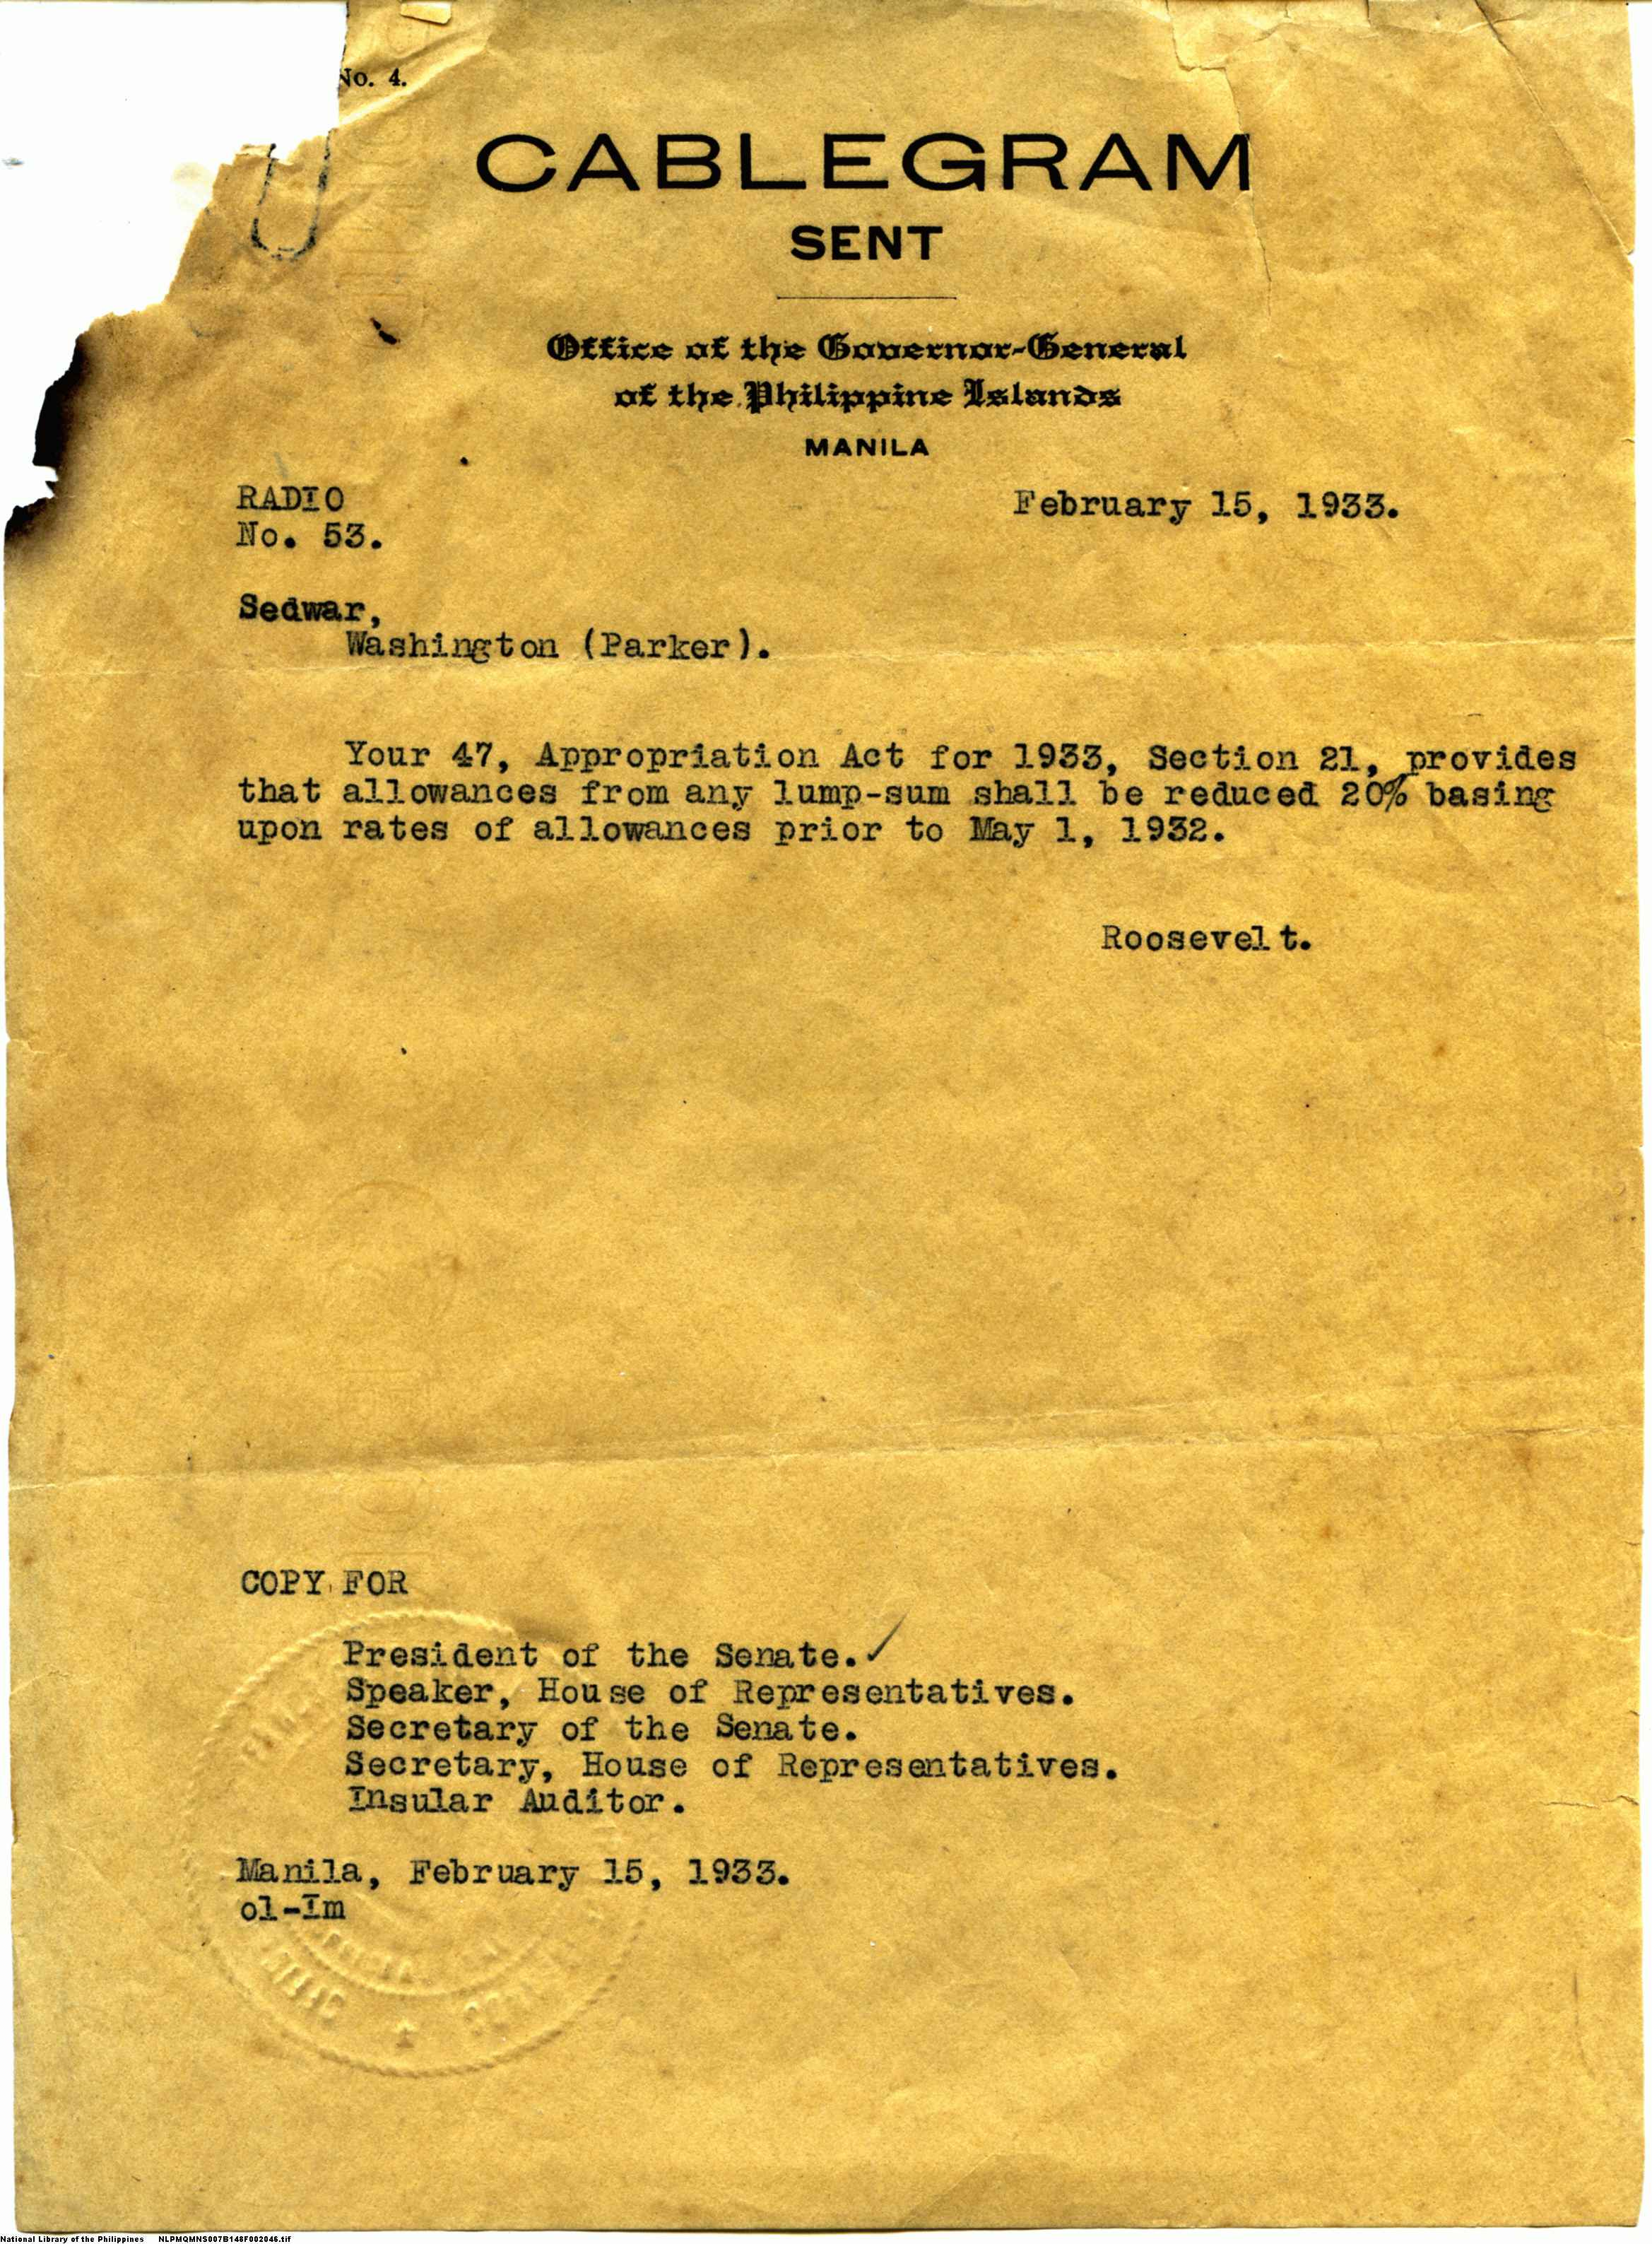 No. 4.
CABLEGRAM
SENT
Office of the Governor-General
of the Philippine Islands
MANILA
RADIO
February 15, 1933.
No. 53.
Sedwar,
Washington (Parker).
Your 47, Appropriation Act for 1933, Section 21, provides
that allowances from any lump-sum shall be reduced 20% basing
upon rates of allowances prior to May 1, 1932.
Roosevelt.
COPY FOR
President of the Senate.✓
Speaker, House of Representatives.
Secretary of the Senate.
Secretary, House of Representatives.
Insular Auditor.
Manila, February 15, 1933.
ol-Im
National Library of the Philippines NLPMQMNS007B148F002046.tif